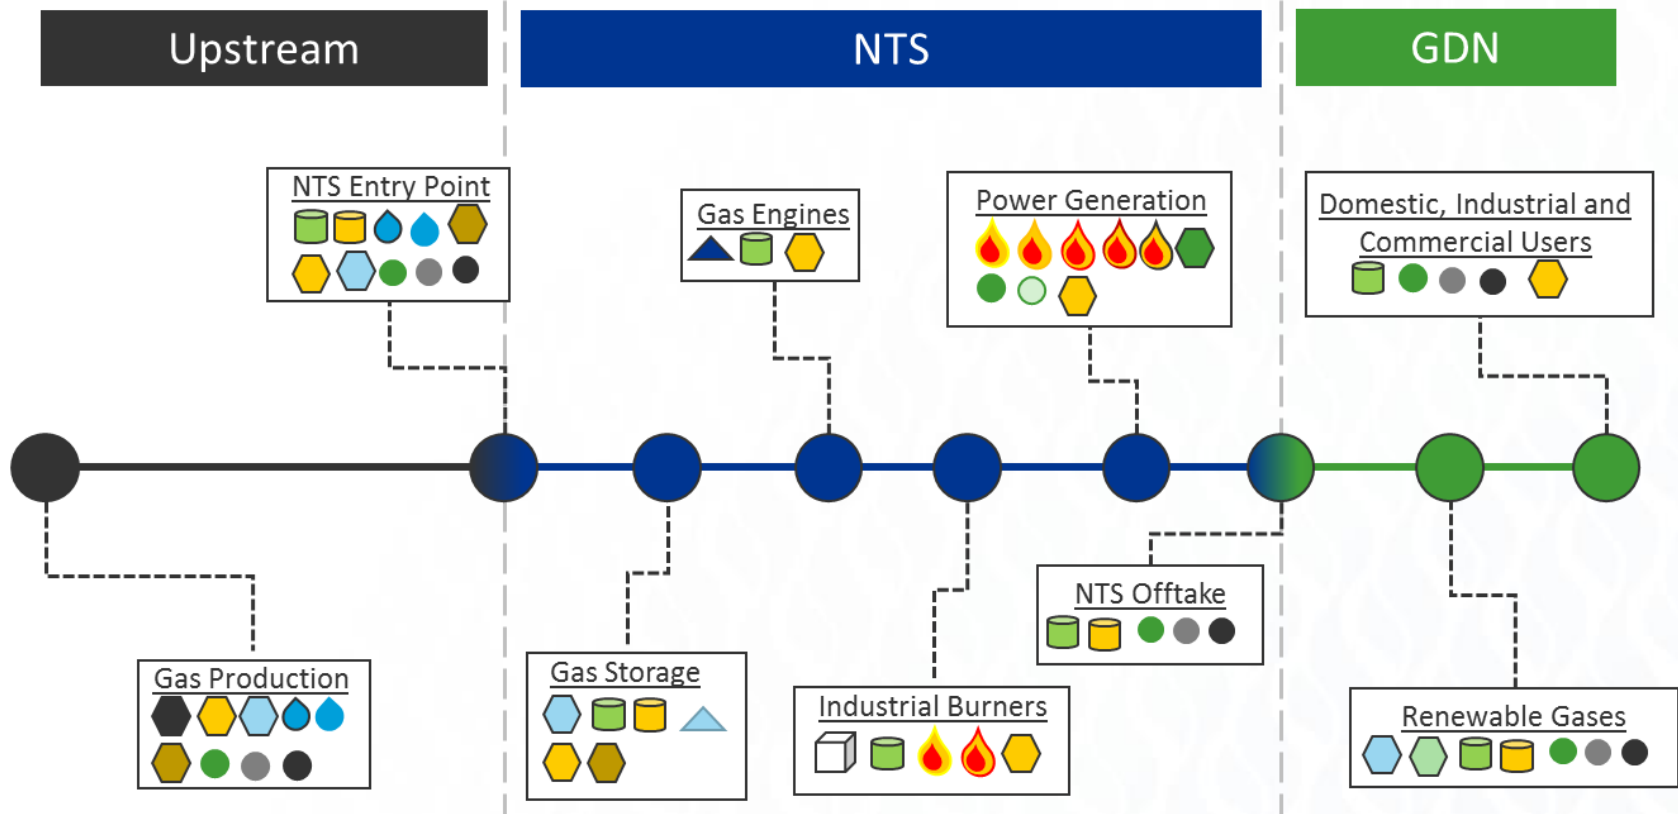 Upstream
NTS
GDN
NTS Entry Point
Gas Engines
Power Generation
Domestic, Industrial and
Commercial Users
Gas Production
Gas Storage
Industrial Burners
NTS Offtake
Renewable Gases